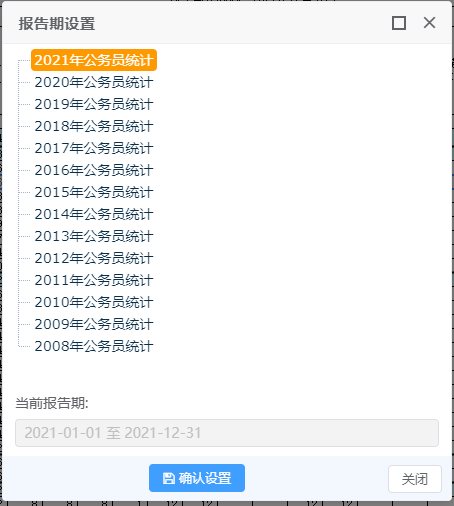 报告期设置
2021年公务员统计
2020年公务员统计
2019年公务员统计
2018年公务员统计
2017年公务员统计
2016年公务员统计
2015年公务员统计
2014年公务员统计
2013年公务员统计
2012年公务员统计
2011年公务员统计
2010年公务员统计
2009年公务员统计
2008年公务员统计
当前报告期:
2021-01-01 至 2021-12-31
确认设置
关闭